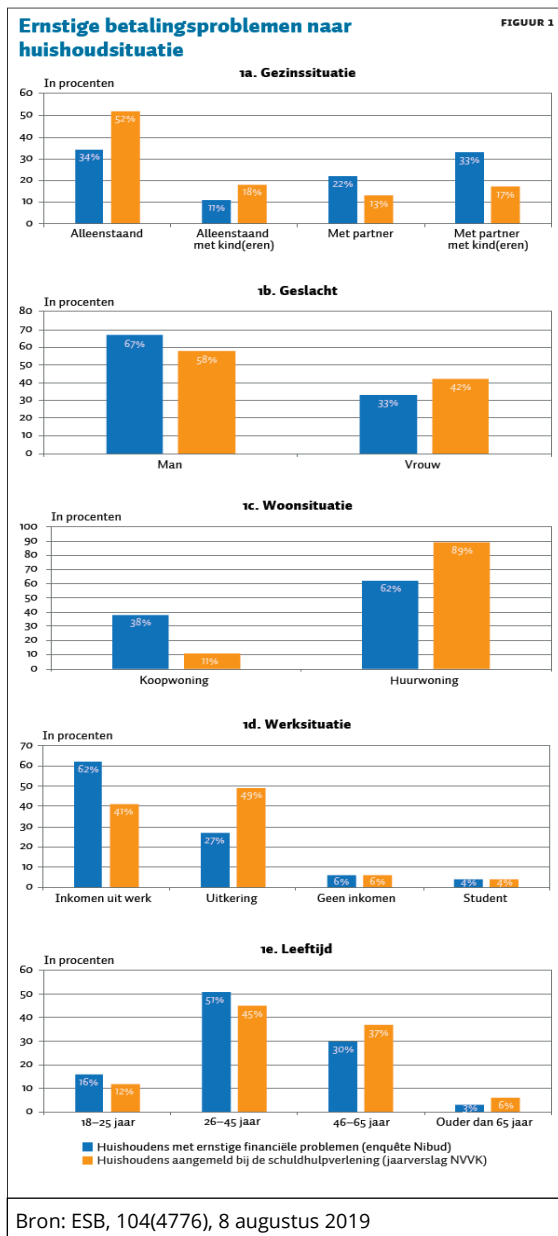 Ernstige betalingsproblemen naar
huishoudsituatie
FIGUUR 1
1a. Gezinssituatie
In procenten
60
50
40
30
20
10
0
34%
52%
11%
18%
22%
13%
33%
17%
Alleenstaand
Alleenstaand
met kind(eren)
Met partner
Met partner
met kind(eren)
1b. Geslacht
In procenten
80
70
60
50
40
30
20
10
0
67%
58%
33%
42%
Man
Vrouw
1c. Woonsituatie
In procenten
100
90
80
70
60
50
40
30
20
10
0
38%
11%
62%
89%
Koopwoning
Huurwoning
1d. Werksituatie
In procenten
70
60
50
40
30
20
10
0
62%
41%
27%
49%
6%
6%
4%
4%
Inkomen uit werk
Uitkering
Geen inkomen
Student
1e. Leeftijd
In procenten
60
50
40
30
20
10
0
16%
12%
51%
45%
30%
37%
3%
6%
18–25 jaar
26–45 jaar
46–65 jaar
Ouder dan 65 jaar
Huishoudens met ernstige financiële problemen (enquête Nibud)
Huishoudens aangemeld bij de schuldhulpverlening (jaarverslag NVVK)
Bron: ESB, 104(4776), 8 augustus 2019